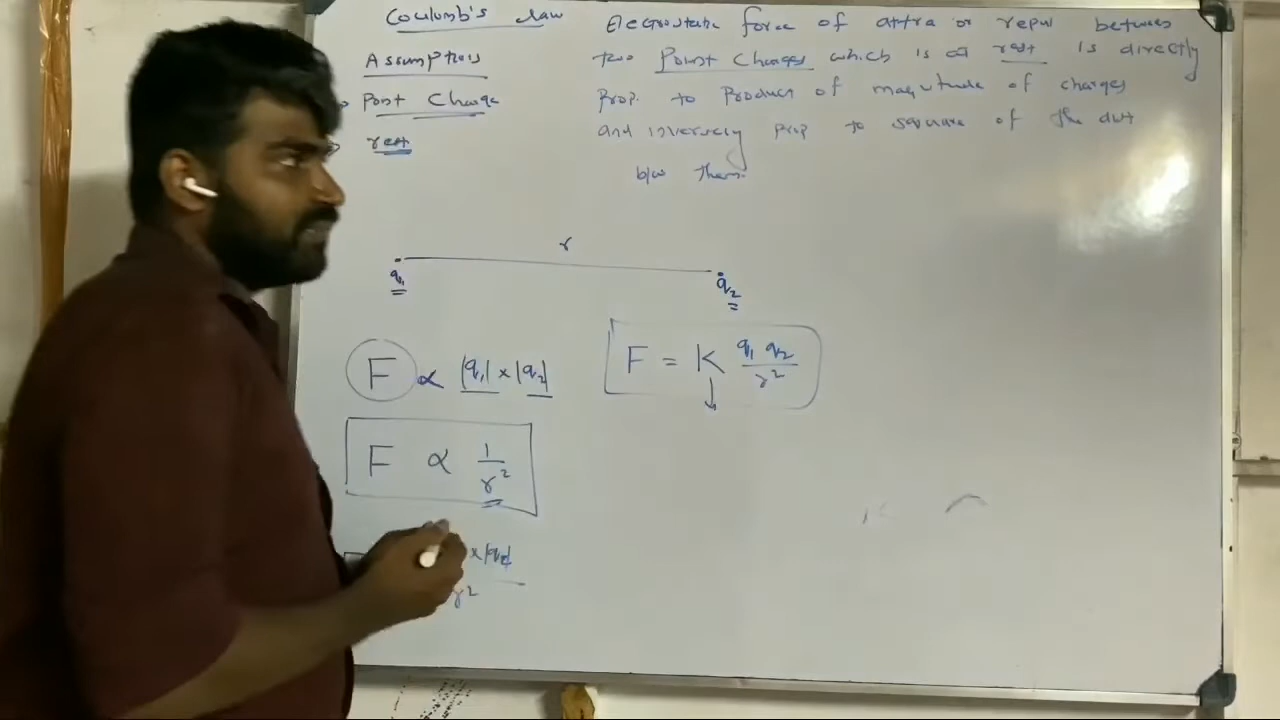 Coulomb's law
Assumptions
Point Charge
rest
Electrostatic force of attra or repul between
two Point Charges which is at rest is directly
Prop. to Product of magnitude of charges
and inversely prop to square of the dist
b/w them.
r
q₁
q₂
F ∝ |q₁| × |q₂|
F = K q₁ q₂ / r²
F ∝ 1 / r²
× |q₂|
r²